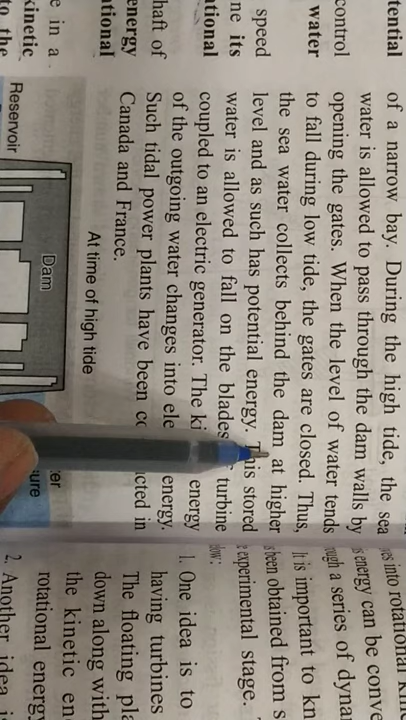 tential
control
water
speed
ne its
ational
haft of
energy
ational
e in a
kinetic
to the
of a narrow bay. During the high tide, the sea
water is allowed to pass through the dam walls by
opening the gates. When the level of water tends
to fall during low tide, the gates are closed. Thus,
the sea water collects behind the dam at higher
level and as such has potential energy. This stored
water is allowed to fall on the blades turbine
coupled to an electric generator. The ki energy
of the outgoing water changes into ele energy.
Such tidal power plants have been co ucted in
Canada and France.
At time of high tide
Dam
Reservoir
into rotational
energy can be conve
a series of dyna
It is important to kn
been obtained from s
experimental stage.
1. One idea is to
having turbines
The floating pla
down along with
the kinetic en
rotational energy
2. Another idea i